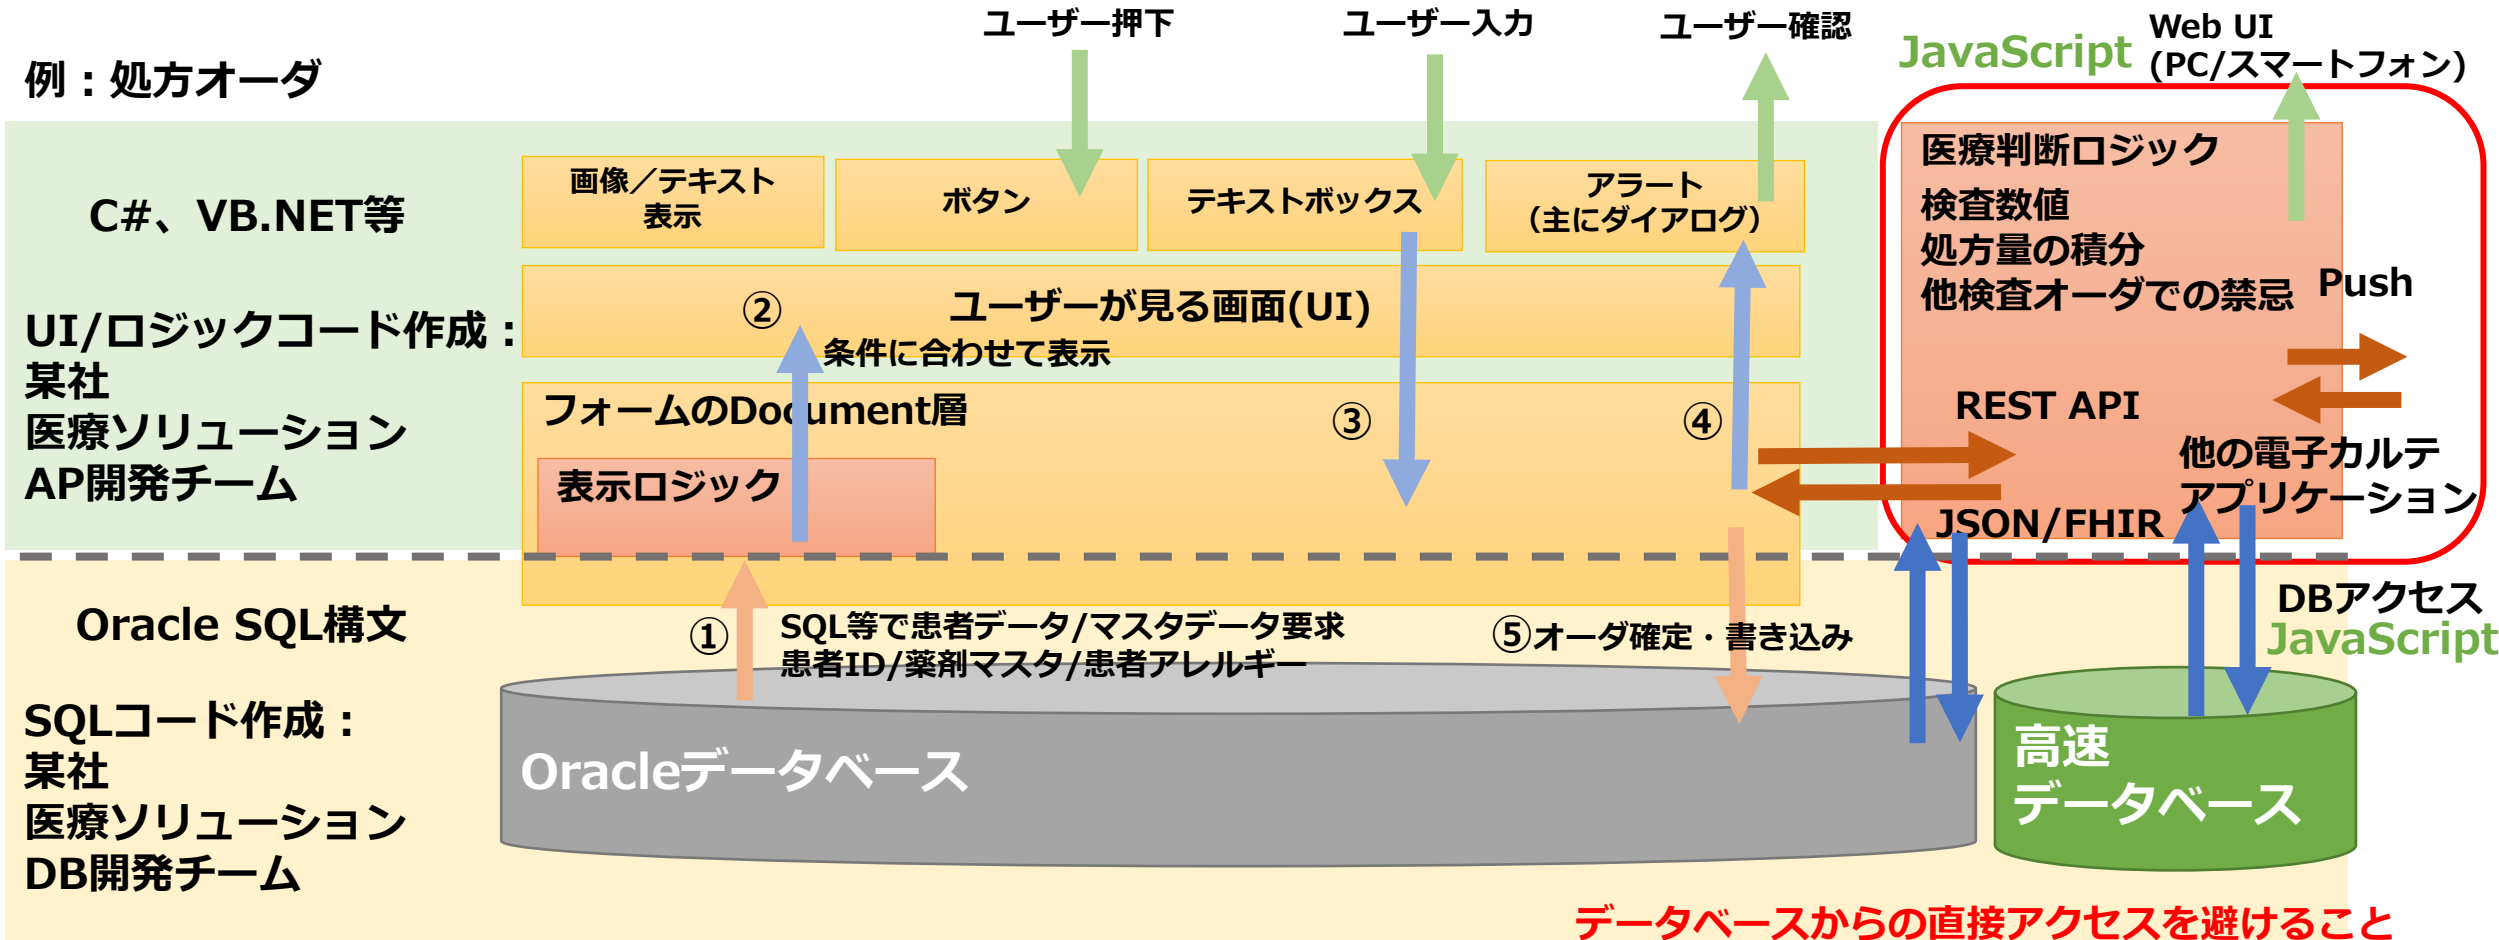 例：処方オーダ
ユーザー押下
ユーザー入力
ユーザー確認
JavaScript
Web UI
(PC/スマートフォン)
C#、VB.NET等
UI/ロジックコード作成：
某社
医療ソリューション
AP開発チーム
画像／テキスト
表示
ボタン
テキストボックス
アラート
（主にダイアログ）
②
ユーザーが見る画面(UI)
条件に合わせて表示
フォームのDocument層
③
④
表示ロジック
医療判断ロジック
検査数値
処方量の積分
他検査オーダでの禁忌
Push
REST API
他の電子カルテ
アプリケーション
JSON/FHIR
Oracle SQL構文
SQLコード作成：
某社
医療ソリューション
DB開発チーム
①
SQL等で患者データ/マスタデータ要求
患者ID/薬剤マスタ/患者アレルギー
⑤オーダ確定・書き込み
DBアクセス
JavaScript
Oracleデータベース
高速
データベース
データベースからの直接アクセスを避けること